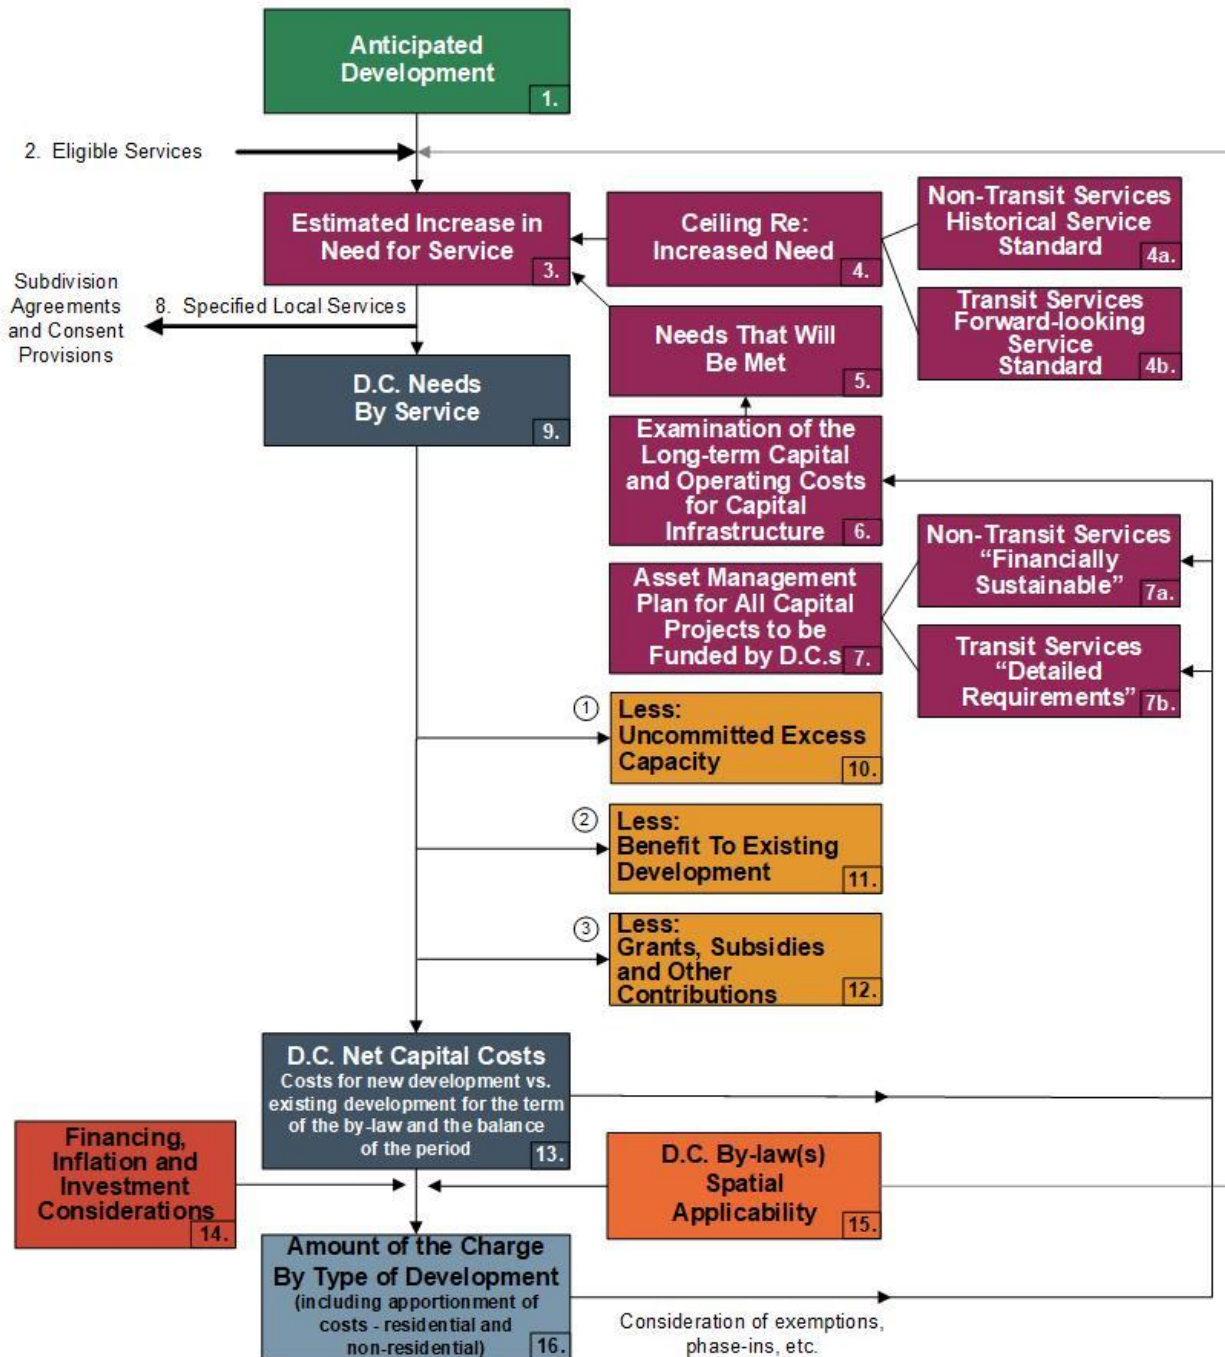 Anticipated
Development
1.
2. Eligible Services
Estimated Increase in
Need for Service
3.
Ceiling Re:
Increased Need
4.
Non-Transit Services
Historical Service
Standard
4a.
Transit Services
Forward-looking
Service
Standard
4b.
Subdivision
Agreements
and Consent
Provisions
8. Specified Local Services
Needs That Will
Be Met
5.
D.C. Needs
By Service
9.
Examination of the
Long-term Capital
and Operating Costs
for Capital
Infrastructure
6.
Non-Transit Services
“Financially
Sustainable”
7a.
Asset Management
Plan for All Capital
Projects to be
Funded by D.C.s
7.
Transit Services
“Detailed
Requirements”
7b.
1
Less:
Uncommitted Excess
Capacity
10.
2
Less:
Benefit To Existing
Development
11.
3
Less:
Grants, Subsidies
and Other
Contributions
12.
D.C. Net Capital Costs
Costs for new development vs.
existing development for the term
of the by-law and the balance
of the period
13.
Financing,
Inflation and
Investment
Considerations
14.
D.C. By-law(s)
Spatial
Applicability
15.
Amount of the Charge
By Type of Development
(including apportionment of
costs - residential and
non-residential)
16.
Consideration of exemptions,
phase-ins, etc.